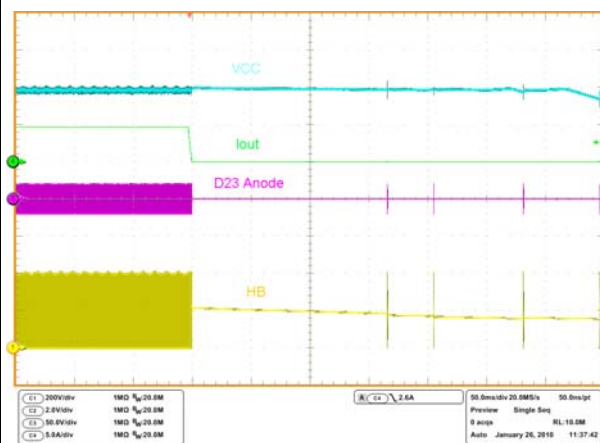 VCC
Iout
D23 Anode
HB
C1 200V/div 1MΩ BW:20.0M
C2 2.0V/div 1MΩ BW:20.0M
C3 50.0V/div 1MΩ BW:20.0M
C4 5.0A/div 1MΩ BW:20.0M
A C4 2.6A
50.0ms/div 20.0MS/s 50.0ns/pt
Preview Single Seq
0 acqs RL:10.0M
Auto January 26, 2018 11:37:42